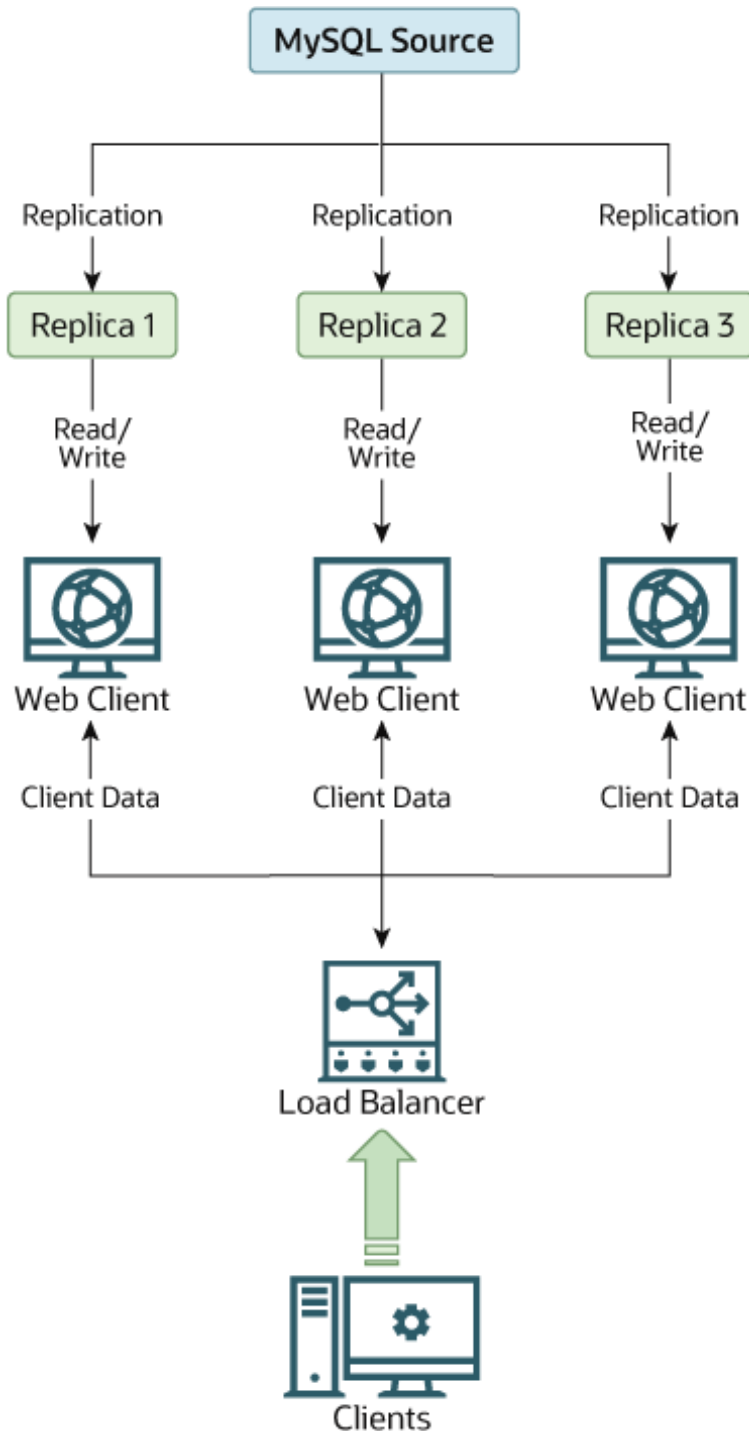 MySQL Source
Replication
Replication
Replication
Replica 1
Replica 2
Replica 3
Read/
Write
Read/
Write
Read/
Write
Web Client
Web Client
Web Client
Client Data
Client Data
Client Data
Load Balancer
Clients